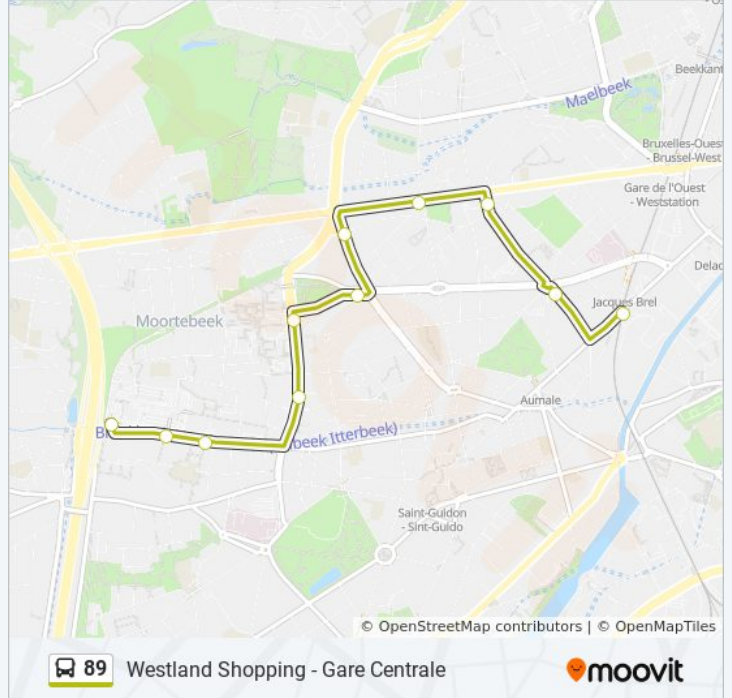 Beekkant
Maelbeek
Bruxelles-Oues
- Brussel-West
Gare de l'Ouest
- Weststation
Delac
Jacques Brel
Moortebeek
Aumale
beek Itterbeek)
Saint-Guidon
- Sint-Guido
© OpenStreetMap contributors | © OpenMapTiles
89 Westland Shopping - Gare Centrale
moovit